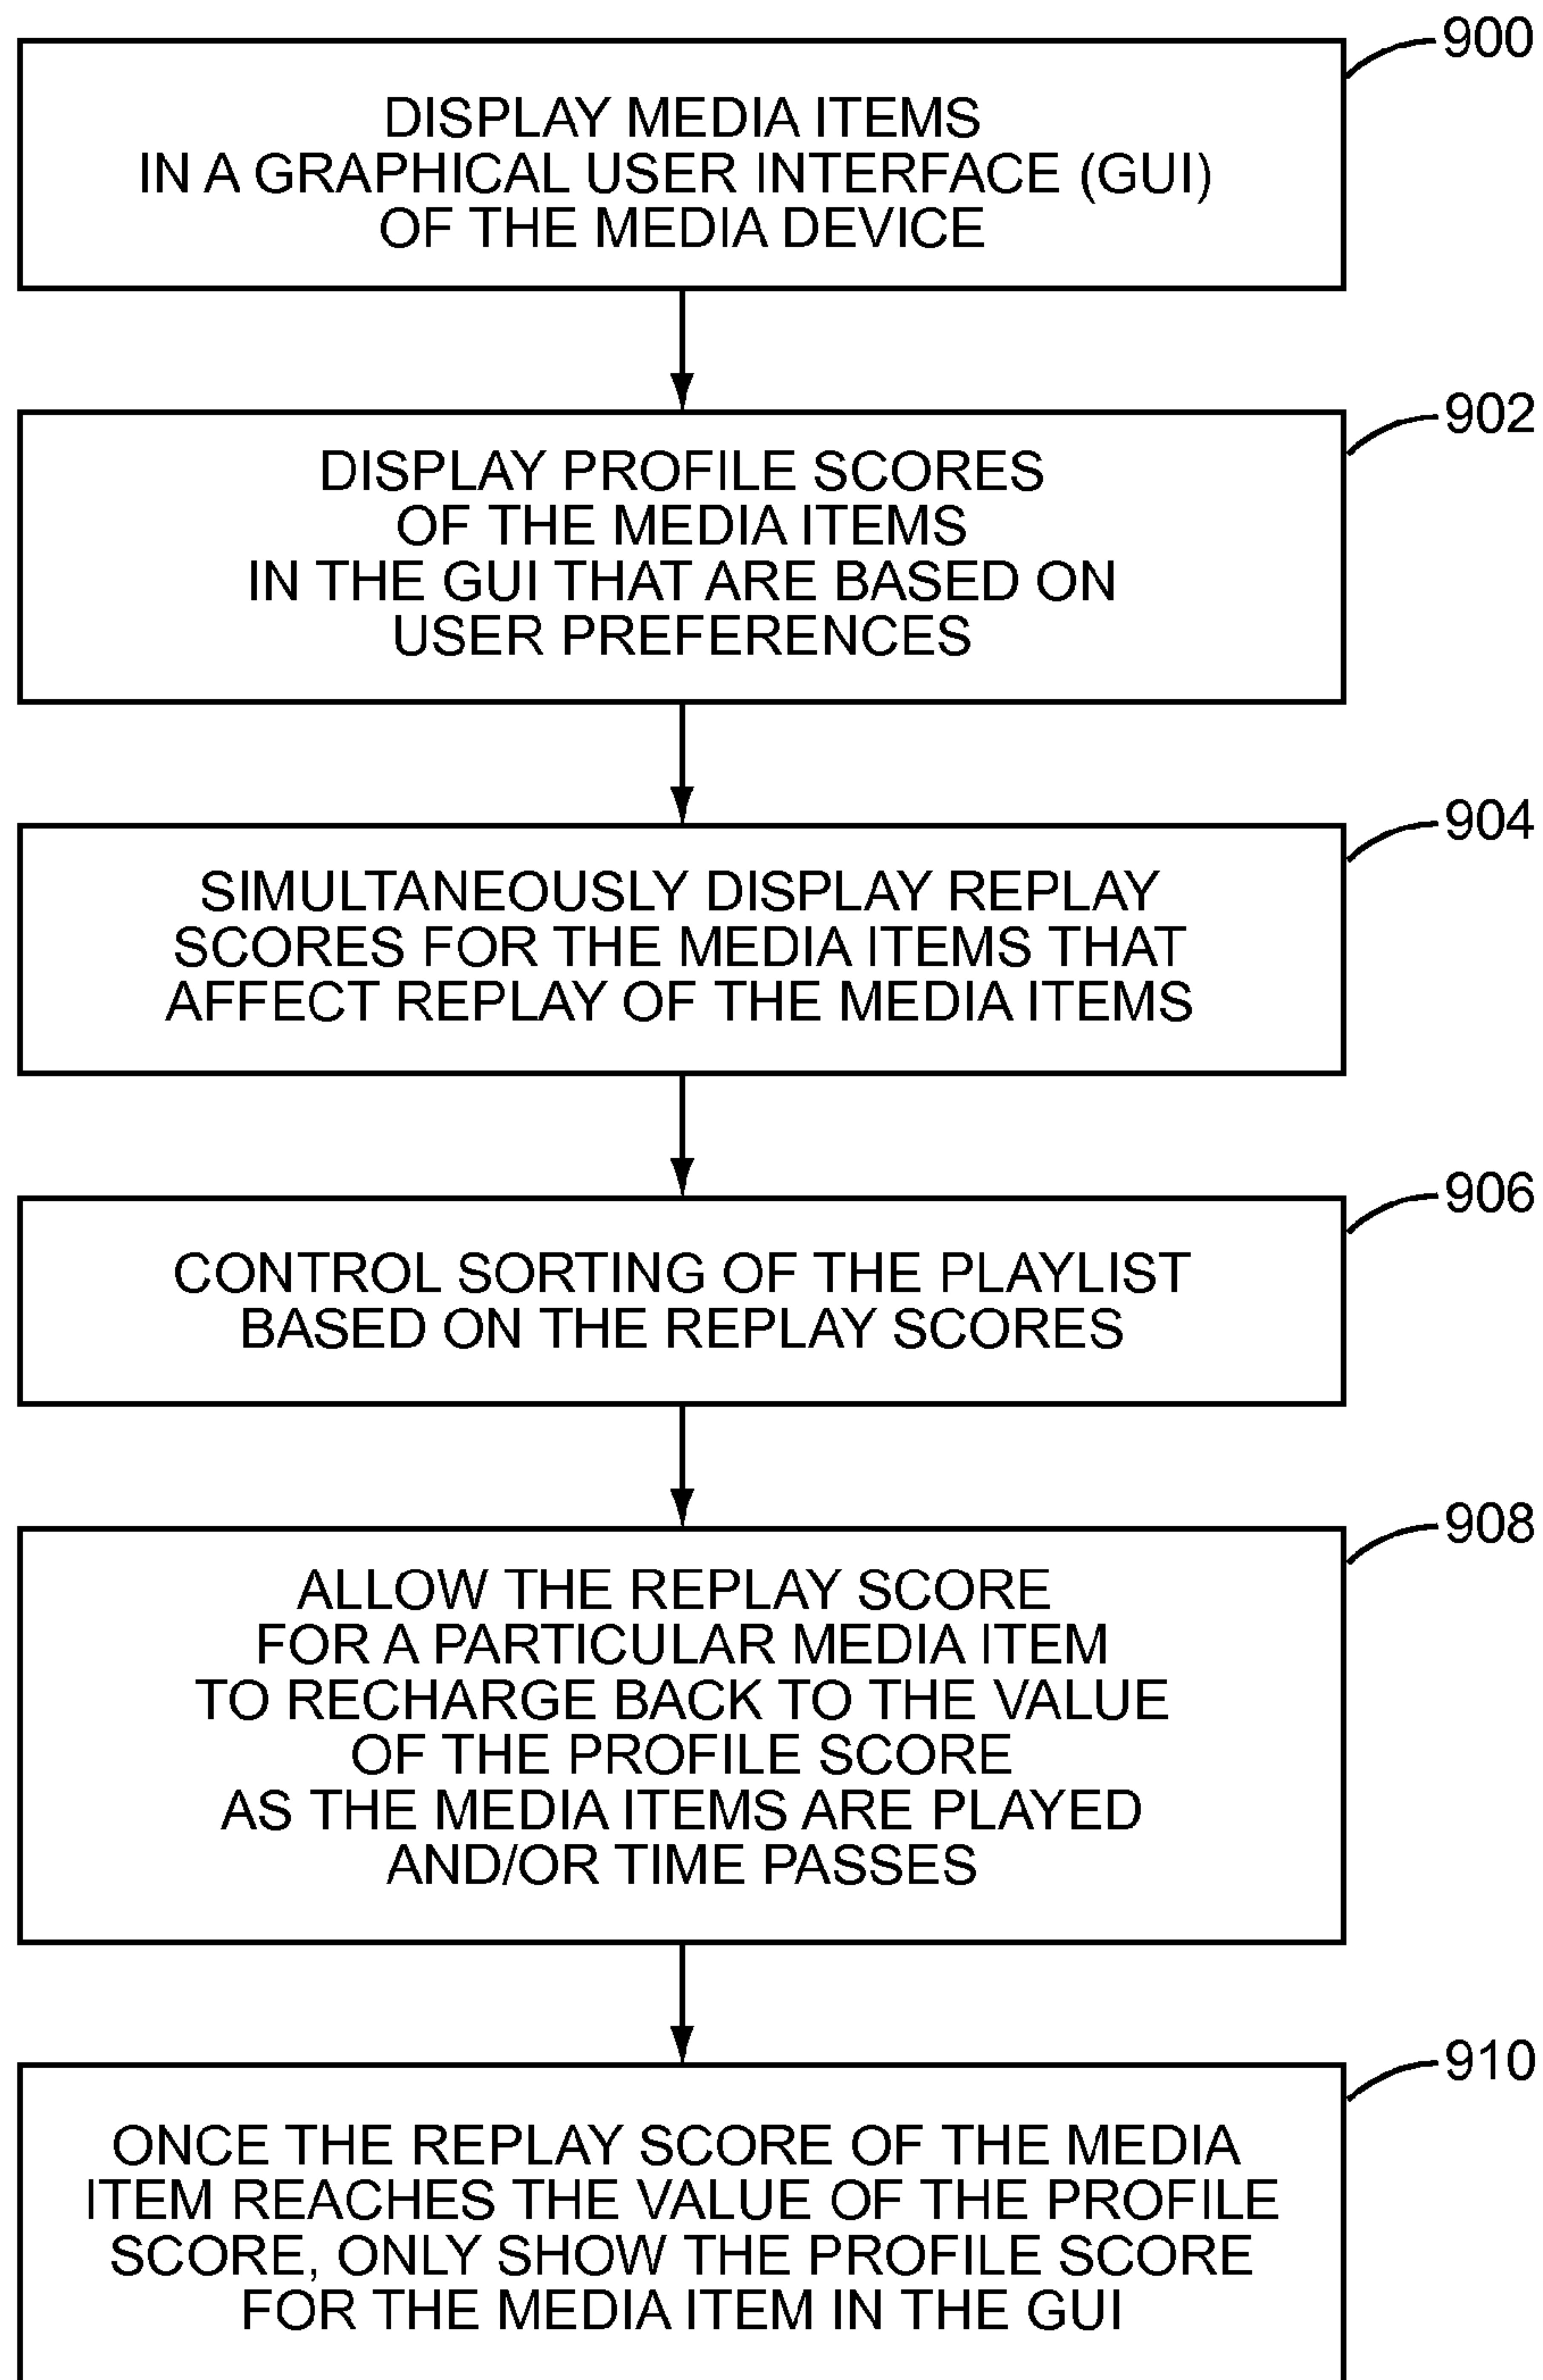 900
DISPLAY MEDIA ITEMS
IN A GRAPHICAL USER INTERFACE (GUI)
OF THE MEDIA DEVICE
902
DISPLAY PROFILE SCORES
OF THE MEDIA ITEMS
IN THE GUI THAT ARE BASED ON
USER PREFERENCES
904
SIMULTANEOUSLY DISPLAY REPLAY
SCORES FOR THE MEDIA ITEMS THAT
AFFECT REPLAY OF THE MEDIA ITEMS
906
CONTROL SORTING OF THE PLAYLIST
BASED ON THE REPLAY SCORES
908
ALLOW THE REPLAY SCORE
FOR A PARTICULAR MEDIA ITEM
TO RECHARGE BACK TO THE VALUE
OF THE PROFILE SCORE
AS THE MEDIA ITEMS ARE PLAYED
AND/OR TIME PASSES
910
ONCE THE REPLAY SCORE OF THE MEDIA
ITEM REACHES THE VALUE OF THE PROFILE
SCORE, ONLY SHOW THE PROFILE SCORE
FOR THE MEDIA ITEM IN THE GUI